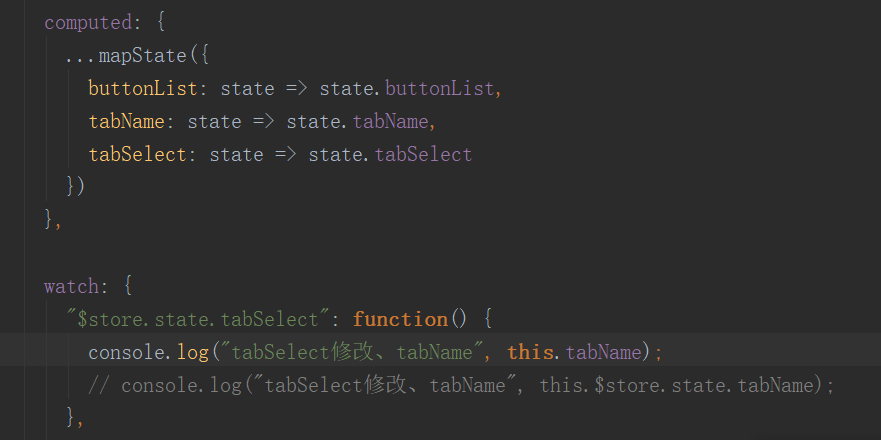 computed: {
...mapState({
buttonList: state => state.buttonList,
tabName: state => state.tabName,
tabSelect: state => state.tabSelect
})
},
watch: {
"$store.state.tabSelect": function() {
console.log("tabSelect修改、tabName", this.tabName);
// console.log("tabSelect修改、tabName", this.$store.state.tabName);
},